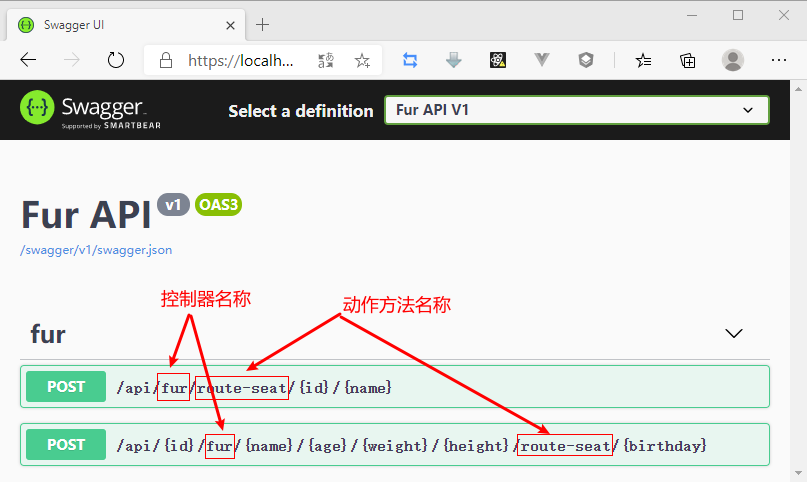 Swagger UI
https://localh...
Swagger
Supported by SMARTBEAR
Select a definition
Fur API V1
Fur API v1 OAS3
/swagger/v1/swagger.json
控制器名称
动作方法名称
fur
POST /api/fur/route-seat/{id}/{name}
POST /api/{id}/fur/{name}/{age}/{weight}/{height}/route-seat/{birthday}